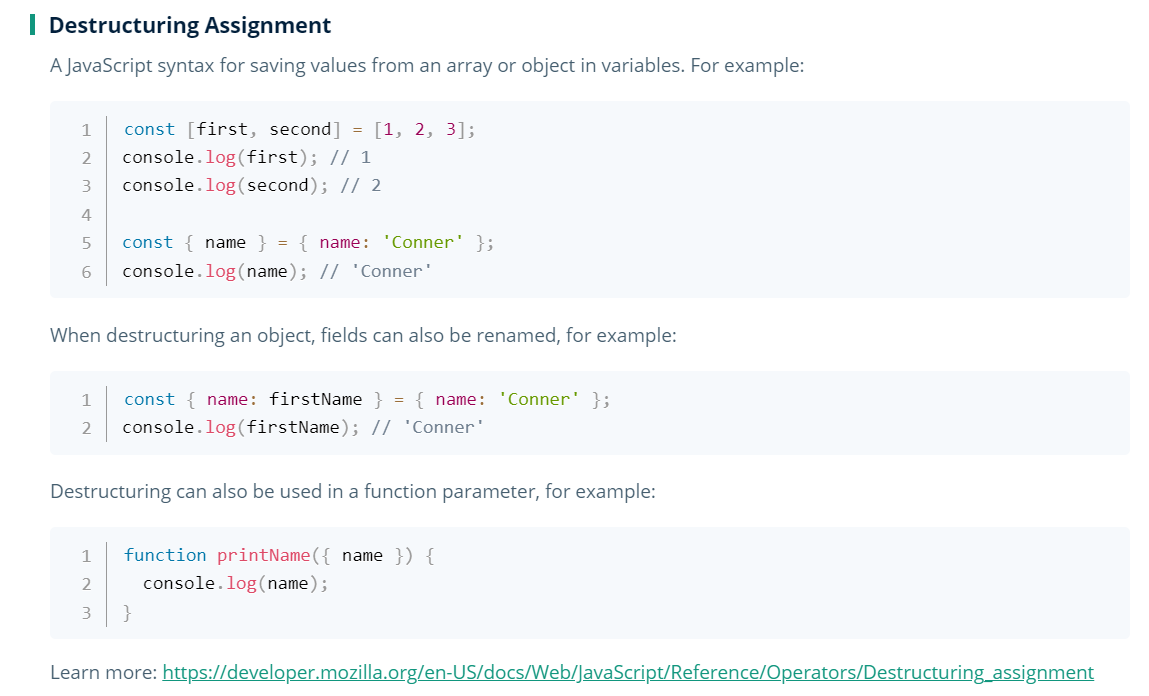 Destructuring Assignment
A JavaScript syntax for saving values from an array or object in variables. For example:
1 const [first, second] = [1, 2, 3];
2 console.log(first); // 1
3 console.log(second); // 2
4
5 const { name } = { name: 'Conner' };
6 console.log(name); // 'Conner'
When destructuring an object, fields can also be renamed, for example:
1 const { name: firstName } = { name: 'Conner' };
2 console.log(firstName); // 'Conner'
Destructuring can also be used in a function parameter, for example:
1 function printName({ name }) {
2   console.log(name);
3 }
Learn more: https://developer.mozilla.org/en-US/docs/Web/JavaScript/Reference/Operators/Destructuring_assignment